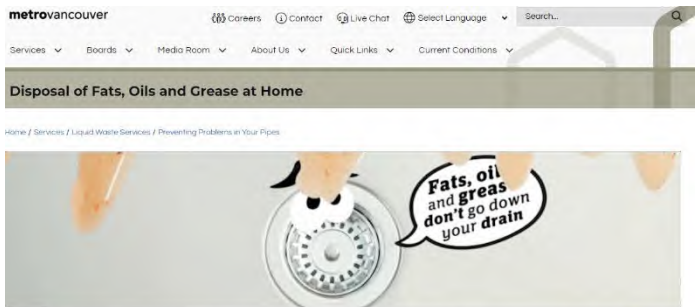 metrovancouver Careers Contact Live Chat Select Language Search...
Services Boards Media Room About Us Quick Links Current Conditions
Disposal of Fats, Oils and Grease at Home
Home / Services / Liquid Waste Services / Preventing Problems in Your Pipes
Fats, oil
and greas
don't go down
your drain